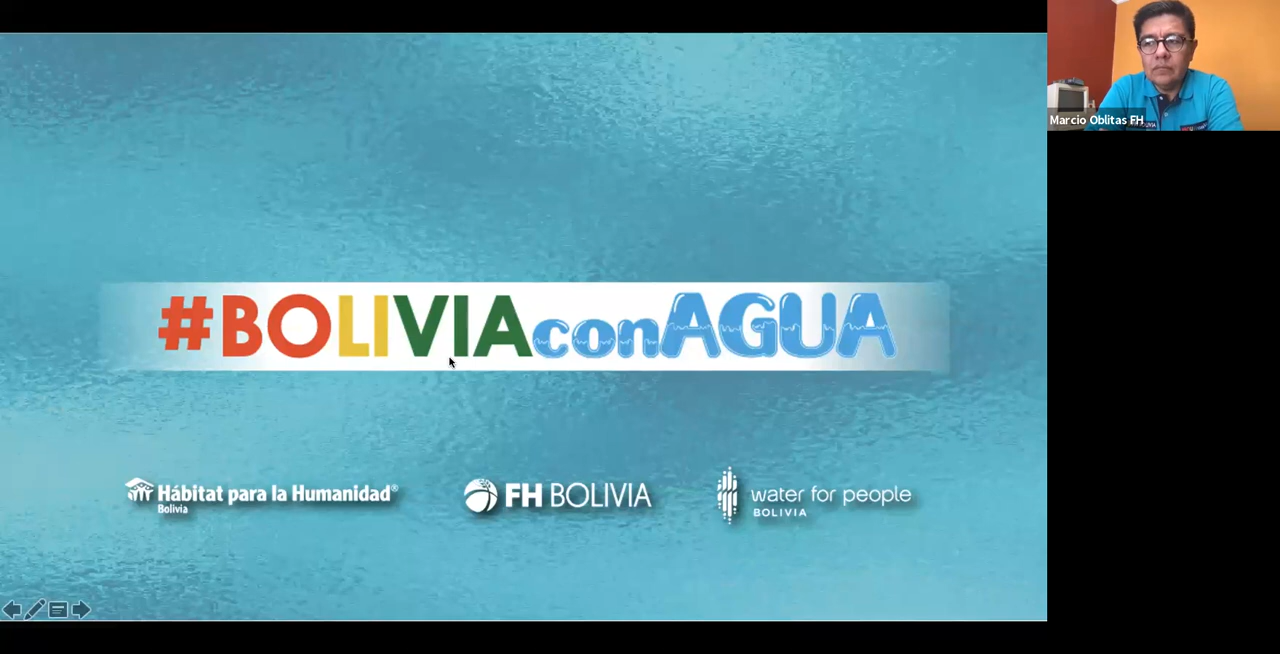 Marcio Oblitas FH
#BOLIVIAconAGUA
Hábitat para la Humanidad®
Bolivia
FH BOLIVIA
water for people
BOLIVIA